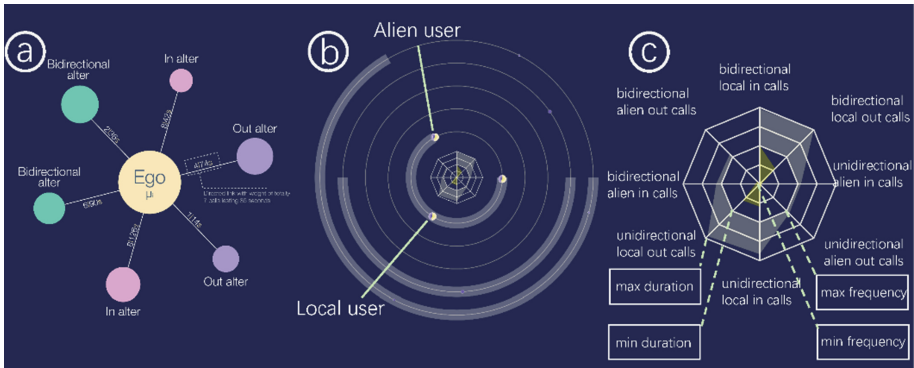 a
Bidirectional
alter
In alter
Out alter
Ego
μi
Bidirectional
alter
In alter
Out alter
b
Alien user
Local user
c
bidirectional
local in calls
bidirectional
alien out calls
bidirectional
local out calls
bidirectional
alien in calls
unidirectional
alien in calls
unidirectional
local out calls
unidirectional
alien out calls
unidirectional
local in calls
max duration
max frequency
min duration
min frequency